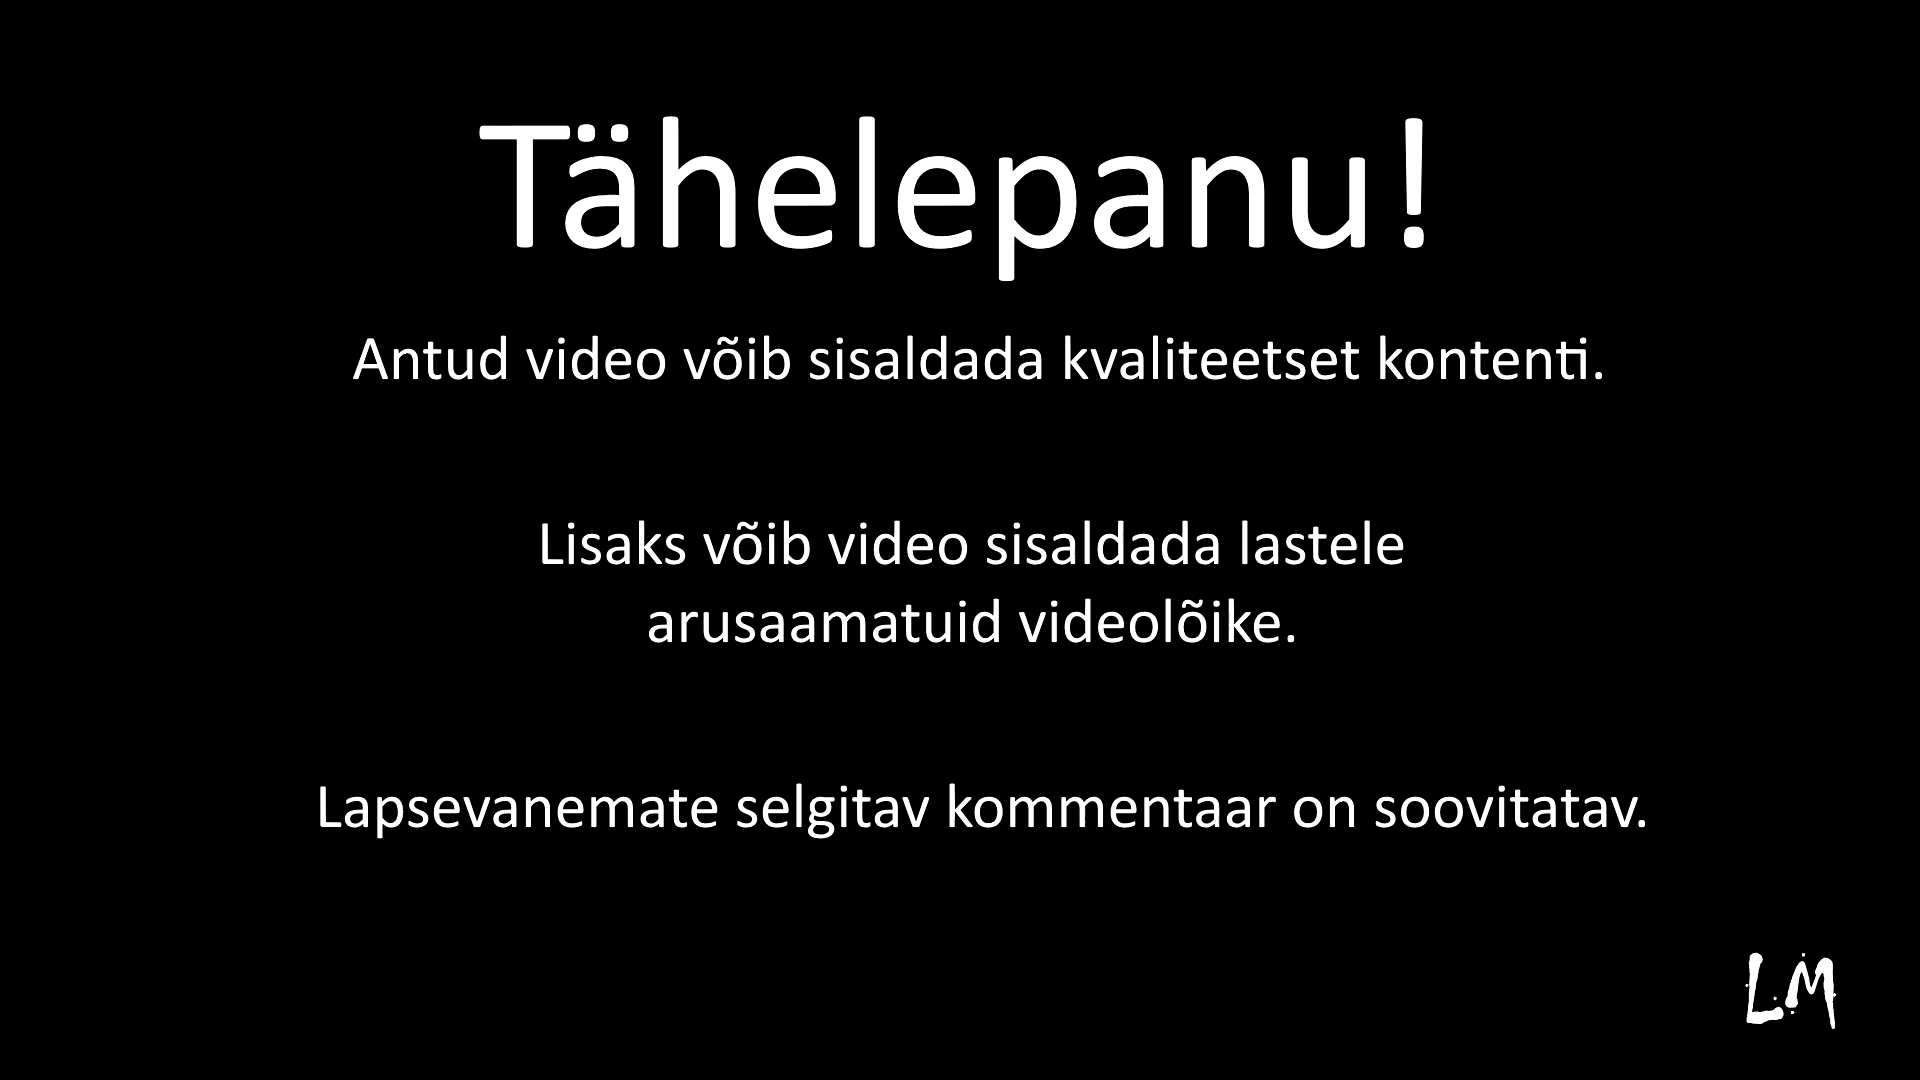 Tähelepanu!
Antud video võib sisaldada kvaliteetset kontenti.
Lisaks võib video sisaldada lastele
arusaamatuid videolõike.
Lapsevanemate selgitav kommentaar on soovitatav.
LM